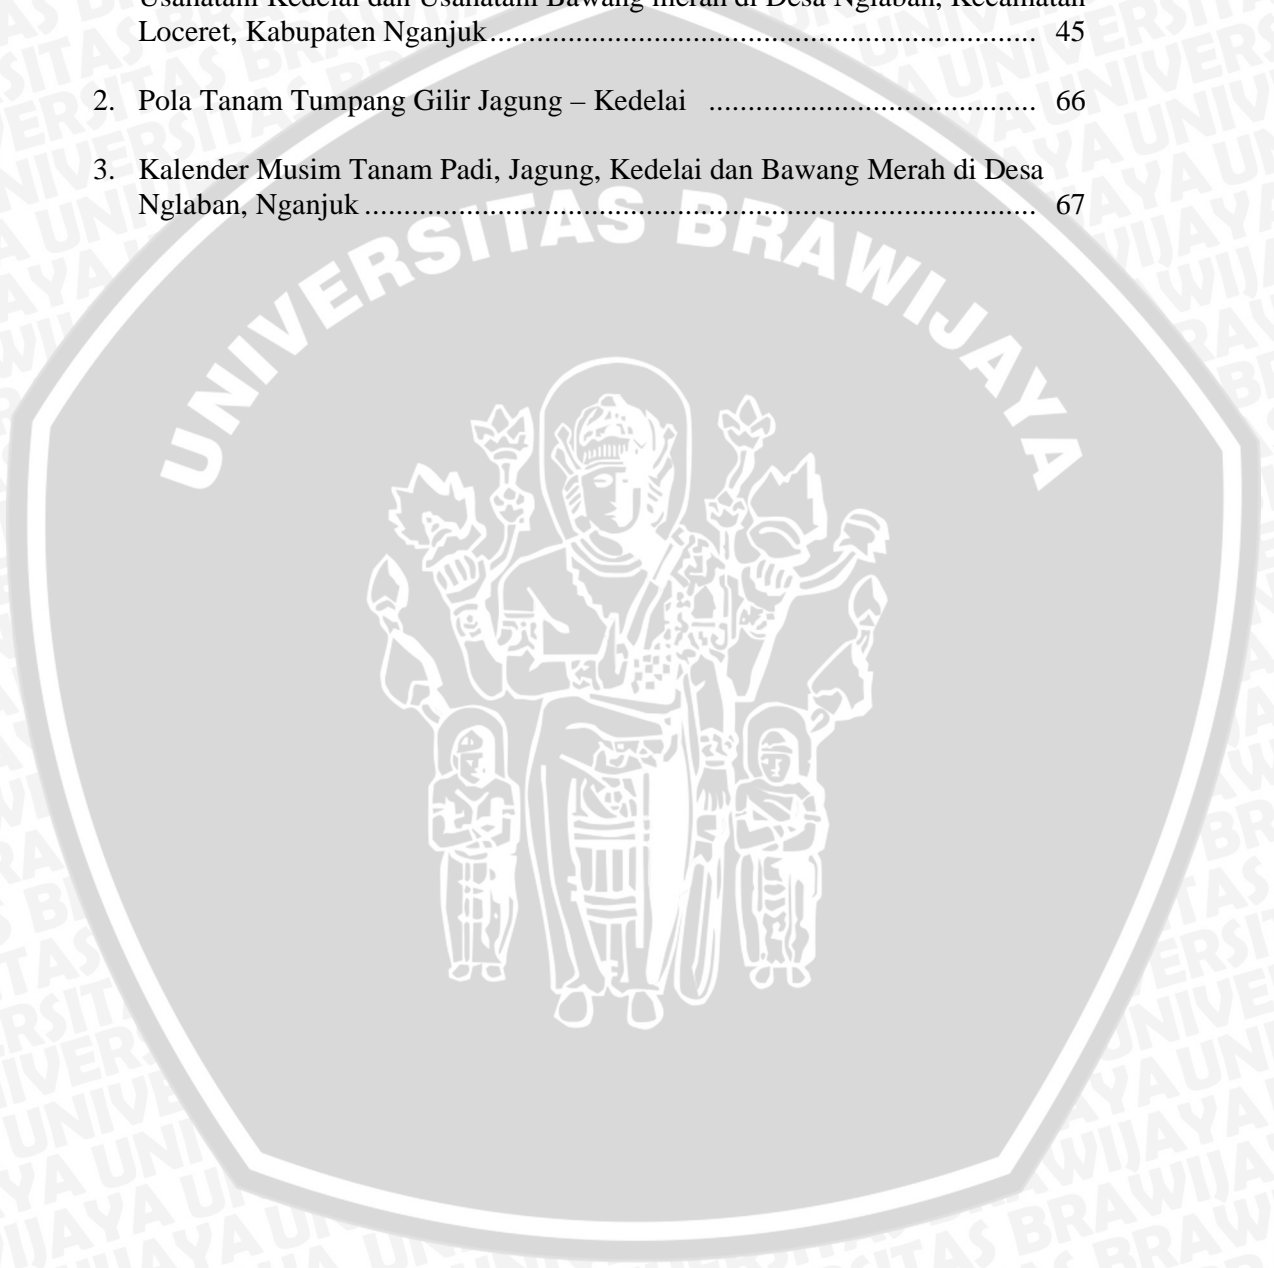 Usahatani Kedelai dan Usahatani Bawang merah di Desa Nglaban, Kecamatan
Loceret, Kabupaten Nganjuk...................................................................... 45
2. Pola Tanam Tumpang Gilir Jagung – Kedelai .......................................... 66
3. Kalender Musim Tanam Padi, Jagung, Kedelai dan Bawang Merah di Desa
Nglaban, Nganjuk...................................................................................... 67
UNIVERSITAS BRAWIJAYA